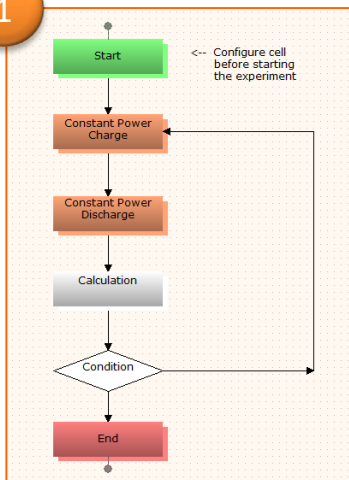 1
Start
<-- Configure cell
before starting
the experiment
Constant Power
Charge
Constant Power
Discharge
Calculation
Condition
End